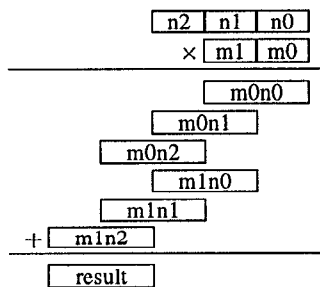 n2 n1 n0
× m1 m0
m0n0
m0n1
m0n2
m1n0
m1n1
+ m1n2
result